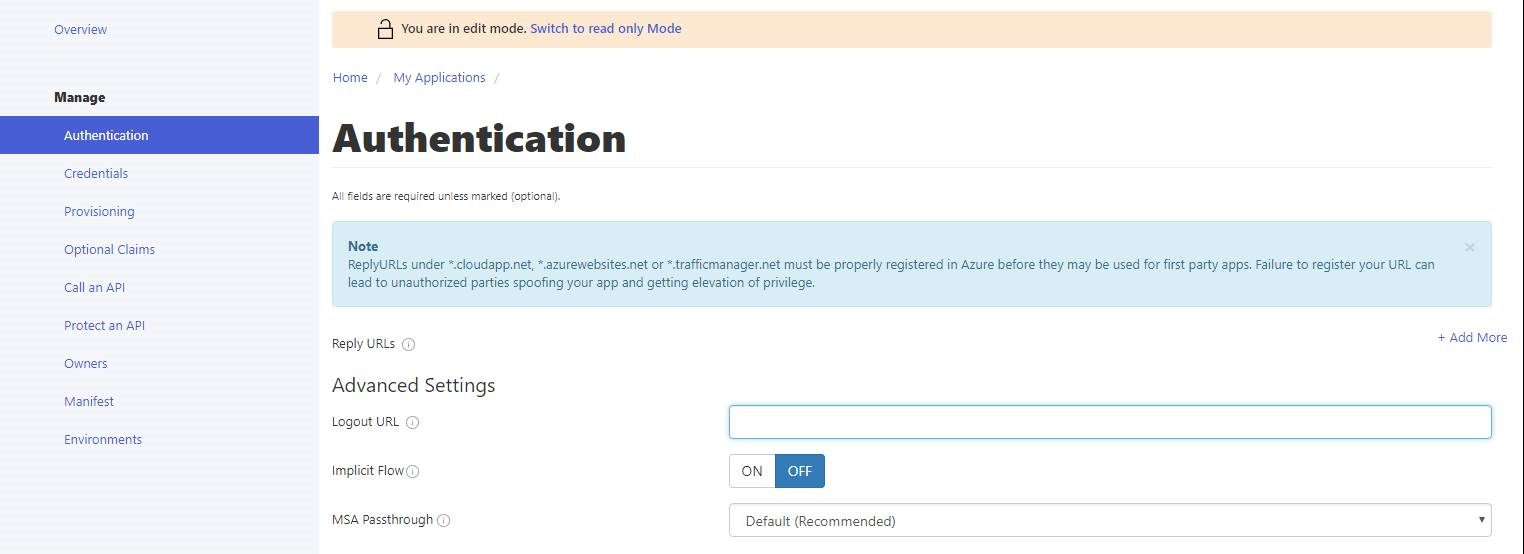 Overview
Manage
Authentication
Credentials
Provisioning
Optional Claims
Call an API
Protect an API
Owners
Manifest
Environments
You are in edit mode. Switch to read only Mode
Home / My Applications /
Authentication
All fields are required unless marked (optional).
Note
ReplyURLs under *.cloudapp.net, *.azurewebsites.net or *.trafficmanager.net must be properly registered in Azure before they may be used for first party apps. Failure to register your URL can
lead to unauthorized parties spoofing your app and getting elevation of privilege.
Reply URLs
+ Add More
Advanced Settings
Logout URL
Implicit Flow
ON OFF
MSA Passthrough
Default (Recommended)